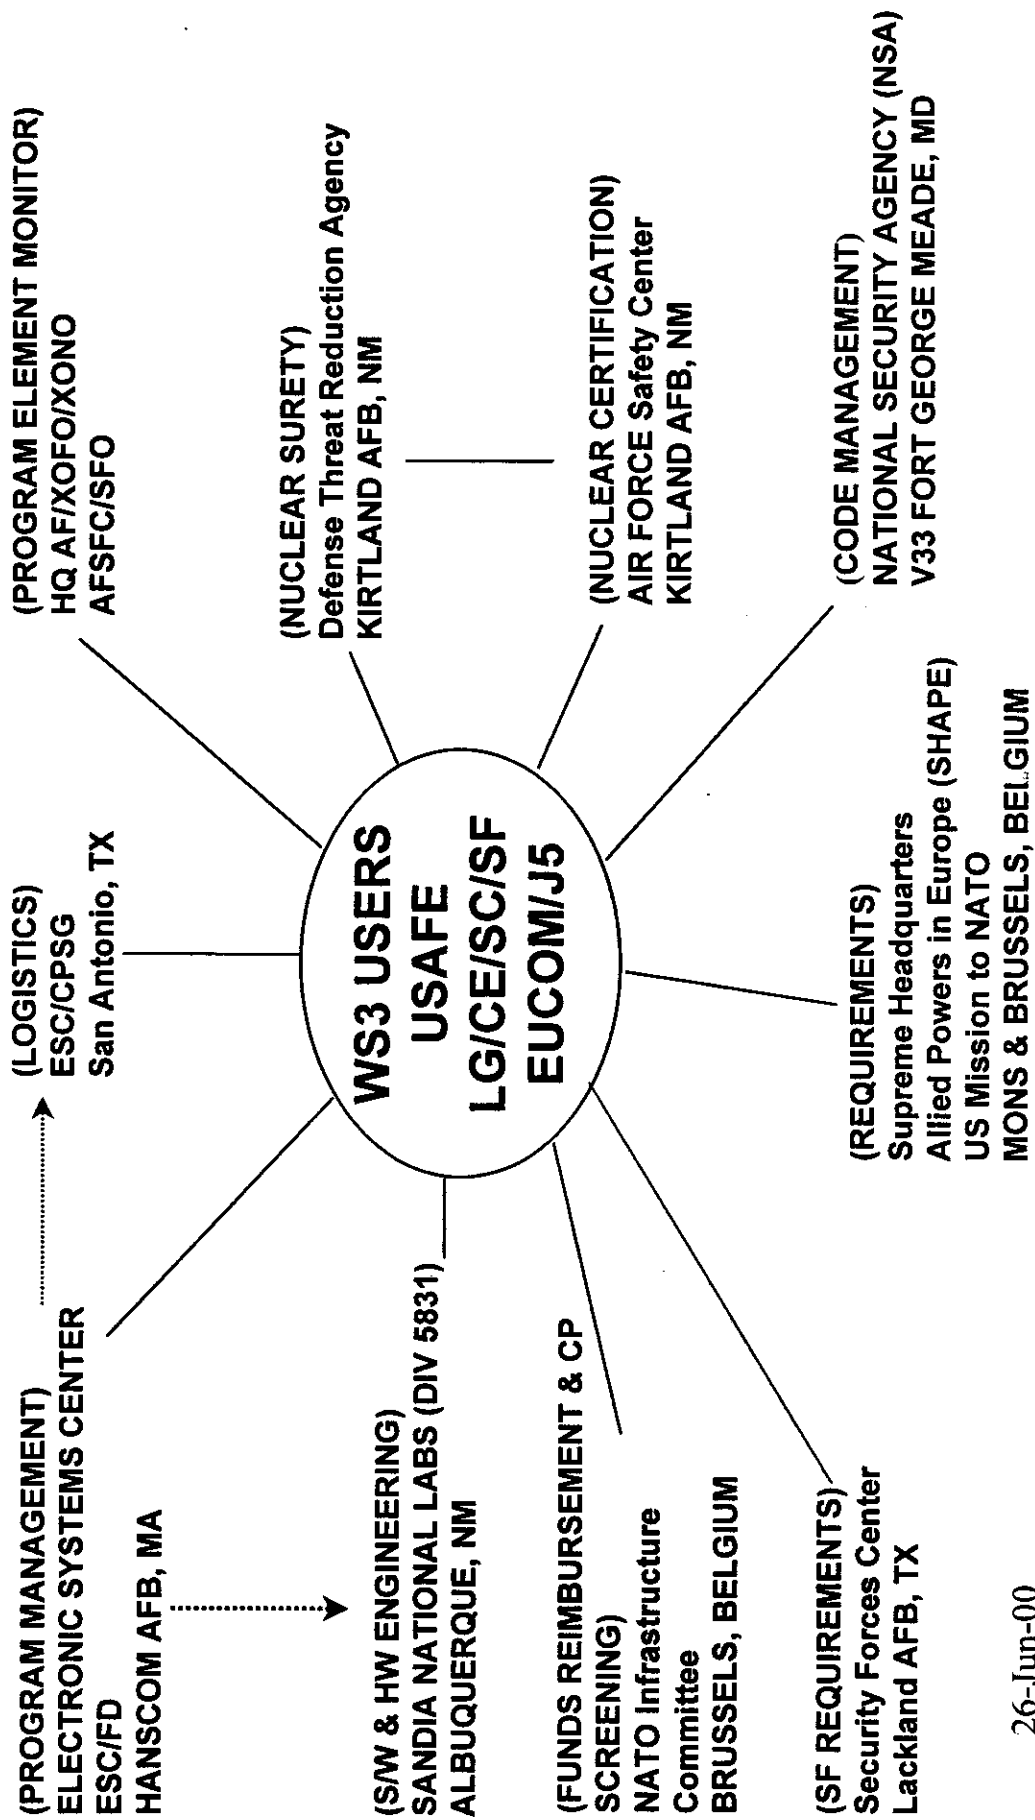 (PROGRAM MANAGEMENT)
ELECTRONIC SYSTEMS CENTER
ESC/FD
HANSCOM AFB, MA
(LOGISTICS)
ESC/CPSG
San Antonio, TX
(PROGRAM ELEMENT MONITOR)
HQ AF/XOFO/XONO
AFSFC/SFO
(S/W & HW ENGINEERING)
SANDIA NATIONAL LABS (DIV 5831)
ALBUQUERQUE, NM
WS3 USERS
USAFE
LG/CE/SC/SF
EUCOM/J5
(NUCLEAR SURETY)
Defense Threat Reduction Agency
KIRTLAND AFB, NM
(FUNDS REIMBURSEMENT & CP
SCREENING)
NATO Infrastructure
Committee
BRUSSELS, BELGIUM
(NUCLEAR CERTIFICATION)
AIR FORCE Safety Center
KIRTLAND AFB, NM
(SF REQUIREMENTS)
Security Forces Center
Lackland AFB, TX
(REQUIREMENTS)
Supreme Headquarters
Allied Powers in Europe (SHAPE)
US Mission to NATO
MONS & BRUSSELS, BELGIUM
(CODE MANAGEMENT)
NATIONAL SECURITY AGENCY (NSA)
V33 FORT GEORGE MEADE, MD
26-Jun-00